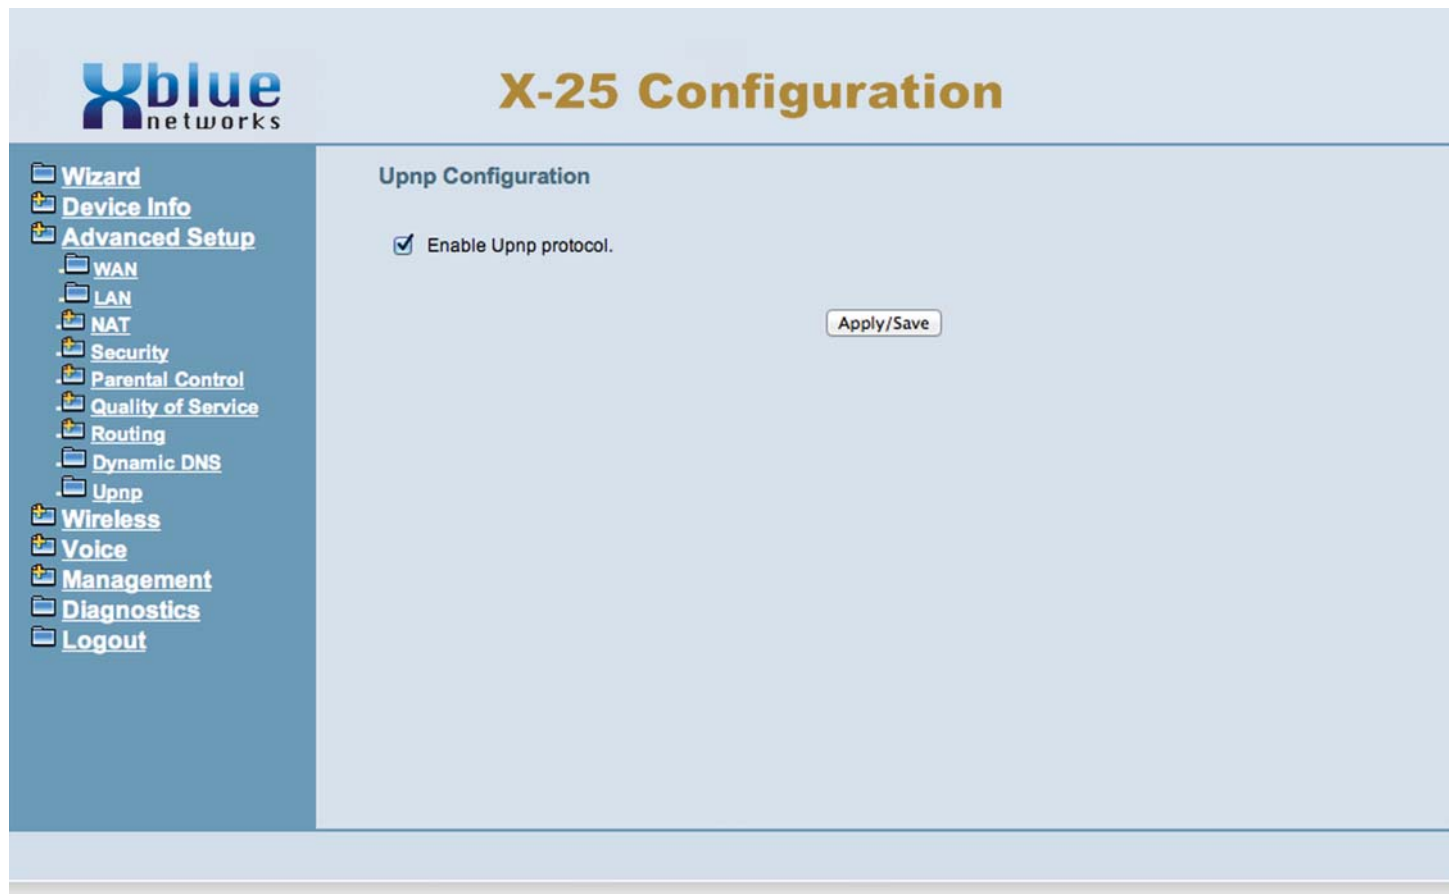 Xblue
networks
X-25 Configuration
Wizard
Device Info
Advanced Setup
WAN
LAN
NAT
Security
Parental Control
Quality of Service
Routing
Dynamic DNS
Upnp
Wireless
Voice
Management
Diagnostics
Logout
Upnp Configuration
Enable Upnp protocol.
Apply/Save